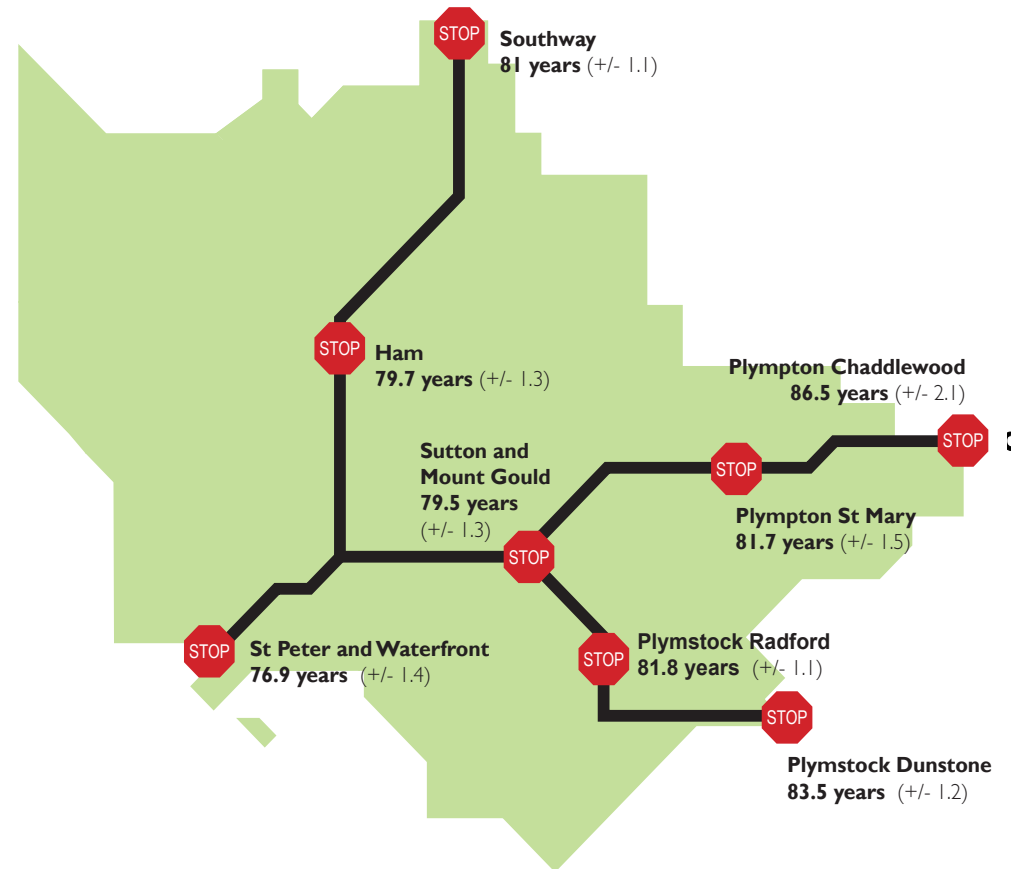 STOP
Southway
81 years (+/- 1.1)
STOP
Ham
79.7 years (+/- 1.3)
Plympton Chaddlewood
86.5 years (+/- 2.1)
STOP
Sutton and
Mount Gould
79.5 years
(+/- 1.3)
STOP
STOP
Plympton St Mary
81.7 years (+/- 1.5)
STOP
St Peter and Waterfront
76.9 years (+/- 1.4)
STOP
Plymstock Radford
81.8 years (+/- 1.1)
STOP
Plymstock Dunstone
83.5 years (+/- 1.2)